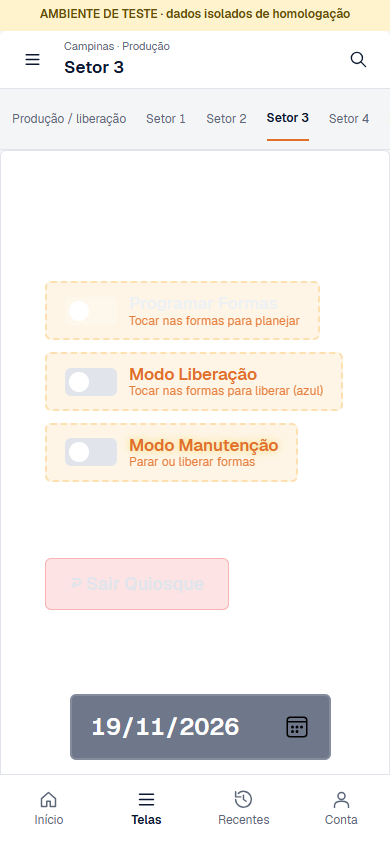 AMBIENTE DE TESTE · dados isolados de homologação
Campinas · Produção
Setor 3
Produção / liberação Setor 1 Setor 2 Setor 3 Setor 4
Programar Formas
Tocar nas formas para planejar
Modo Liberação
Tocar nas formas para liberar (azul)
Modo Manutenção
Parar ou liberar formas
Sair Quiosque
19/11/2026
Início Telas Recentes Conta